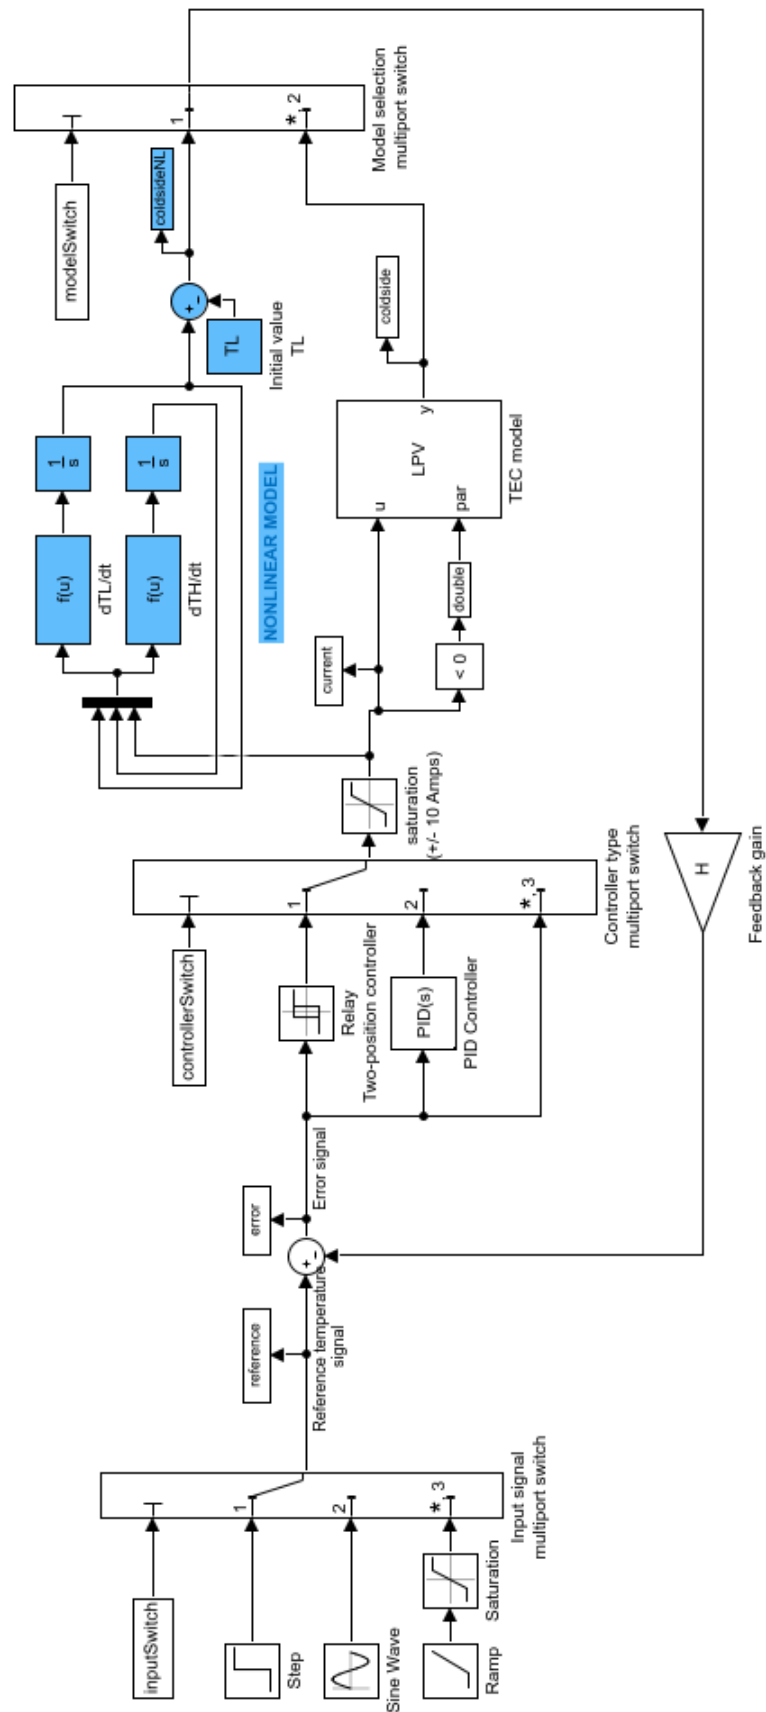 inputSwitch
1
2
*, 3
Step
Sine Wave
Ramp
Saturation
Input signal
multiport switch
reference
Reference temperature
signal
+
-
error
Error signal
controllerSwitch
Relay
Two-position controller
PID(s)
PID Controller
1
2
*, 3
Controller type
multiport switch
saturation
(+/- 10 Amps)
f(u)
dTL/dt
f(u)
dTH/dt
1
s
1
s
NONLINEAR MODEL
TL
Initial value
TL
+
-
coldsideNL
current
< 0
double
u
par
LPV
y
TEC model
coldside
modelSwitch
1
*, 2
Model selection
multiport switch
H
Feedback gain